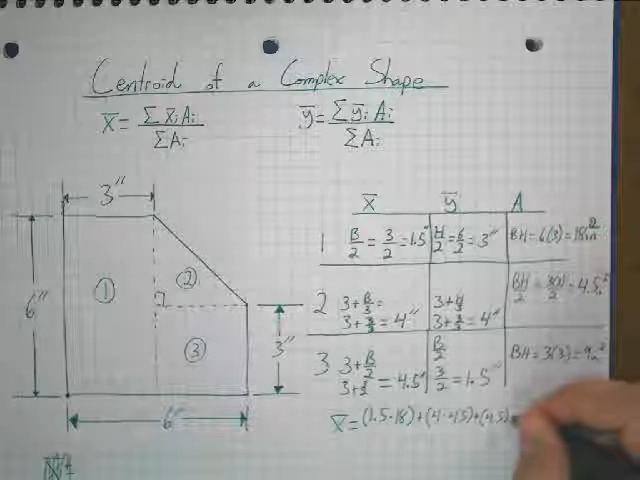 Centroid of a Complex Shape
x̄ = Σx̄ᵢAᵢ / ΣAᵢ
ȳ = Σȳᵢ Aᵢ / ΣAᵢ
3"
6"
①
②
③
3"
6"
x̄ ȳ A
1 B/2 = 3/2 = 1.5" H/2 = 6/2 = 3" BH = 6(3) = 18in²
2 3+B/3 = 3+H/3 BH/2 = 3(3)/2 = 4.5in²
3+3/3 = 4" 3+3/3 = 4"
3 3+B/2 B/2 BH = 3(3) = 9in²
3+3/2 = 4.5" 3/2 = 1.5"
x̄ = (1.5·18)+(4·4.5)+(4.5)